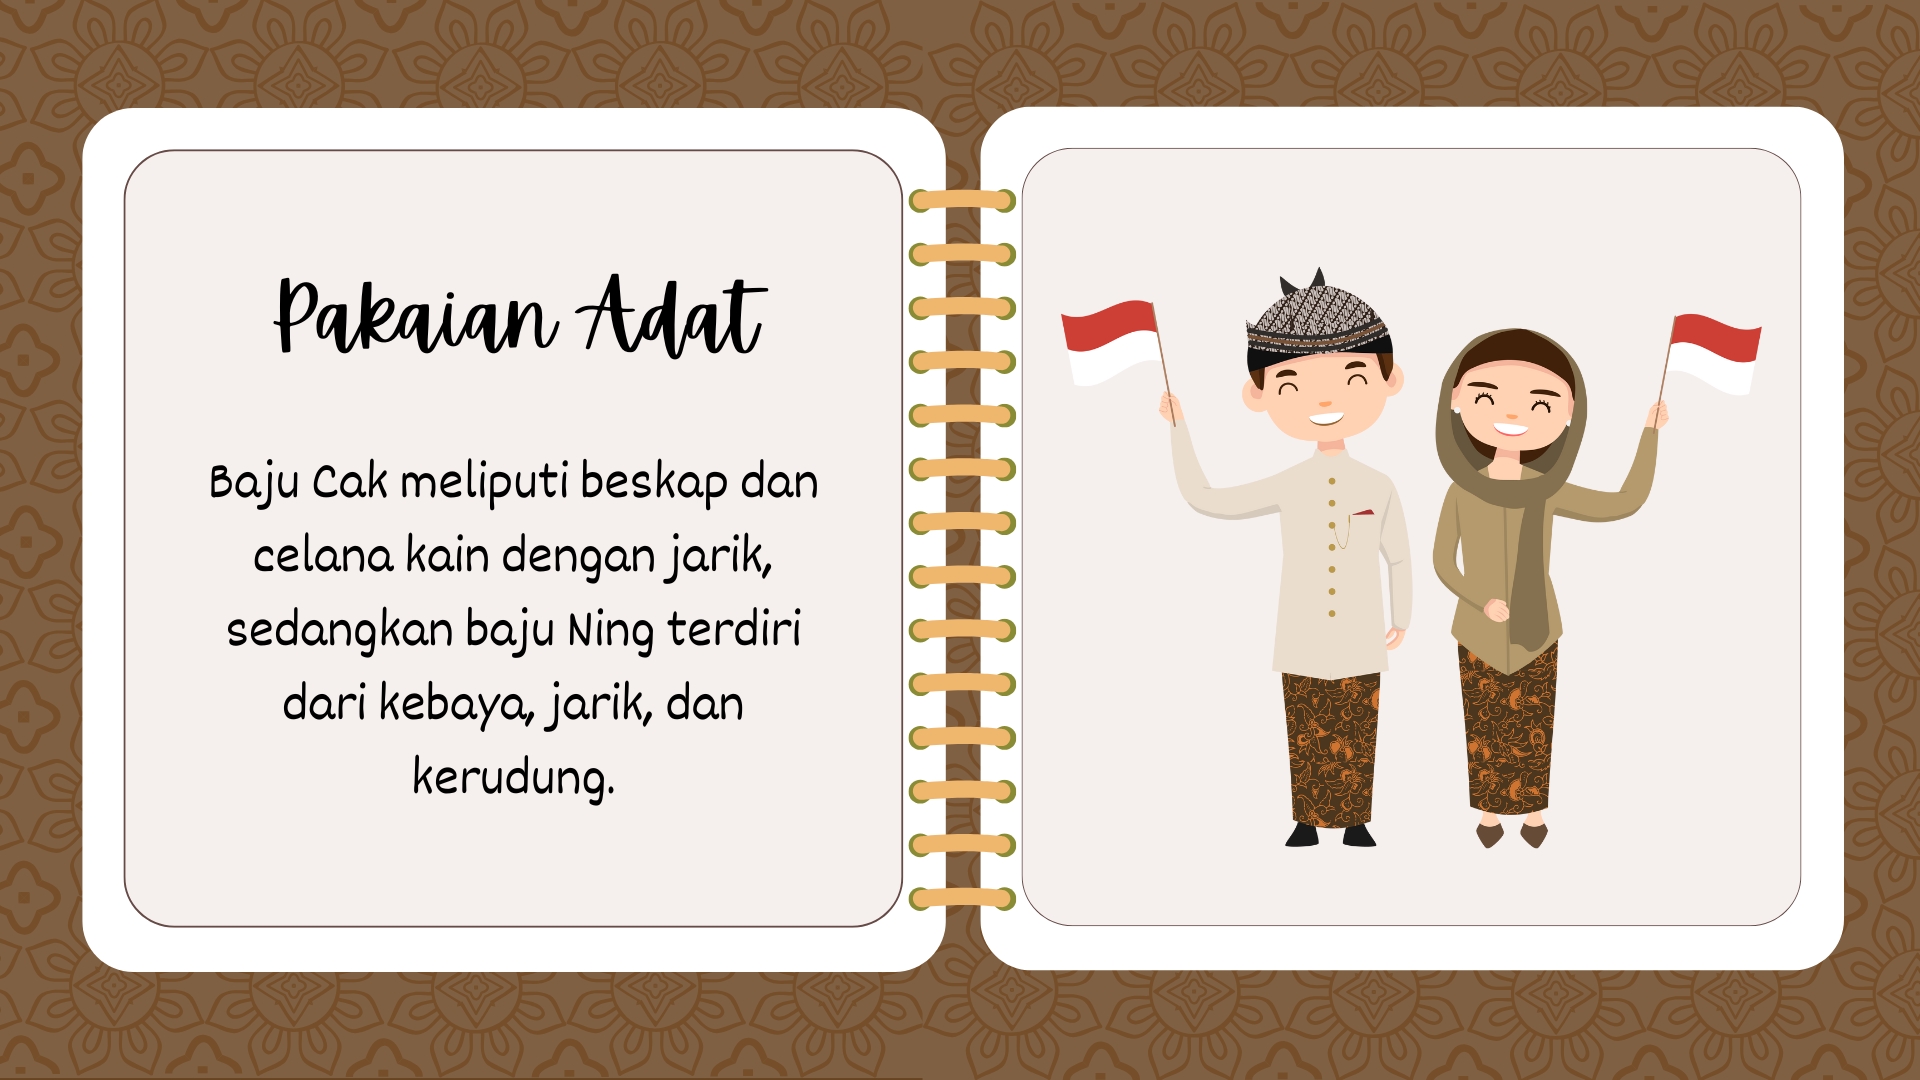 Pakaian Adat
Baju Cak meliputi beskap dan
celana kain dengan jarik,
sedangkan baju Ning terdiri
dari kebaya, jarik, dan
kerudung.